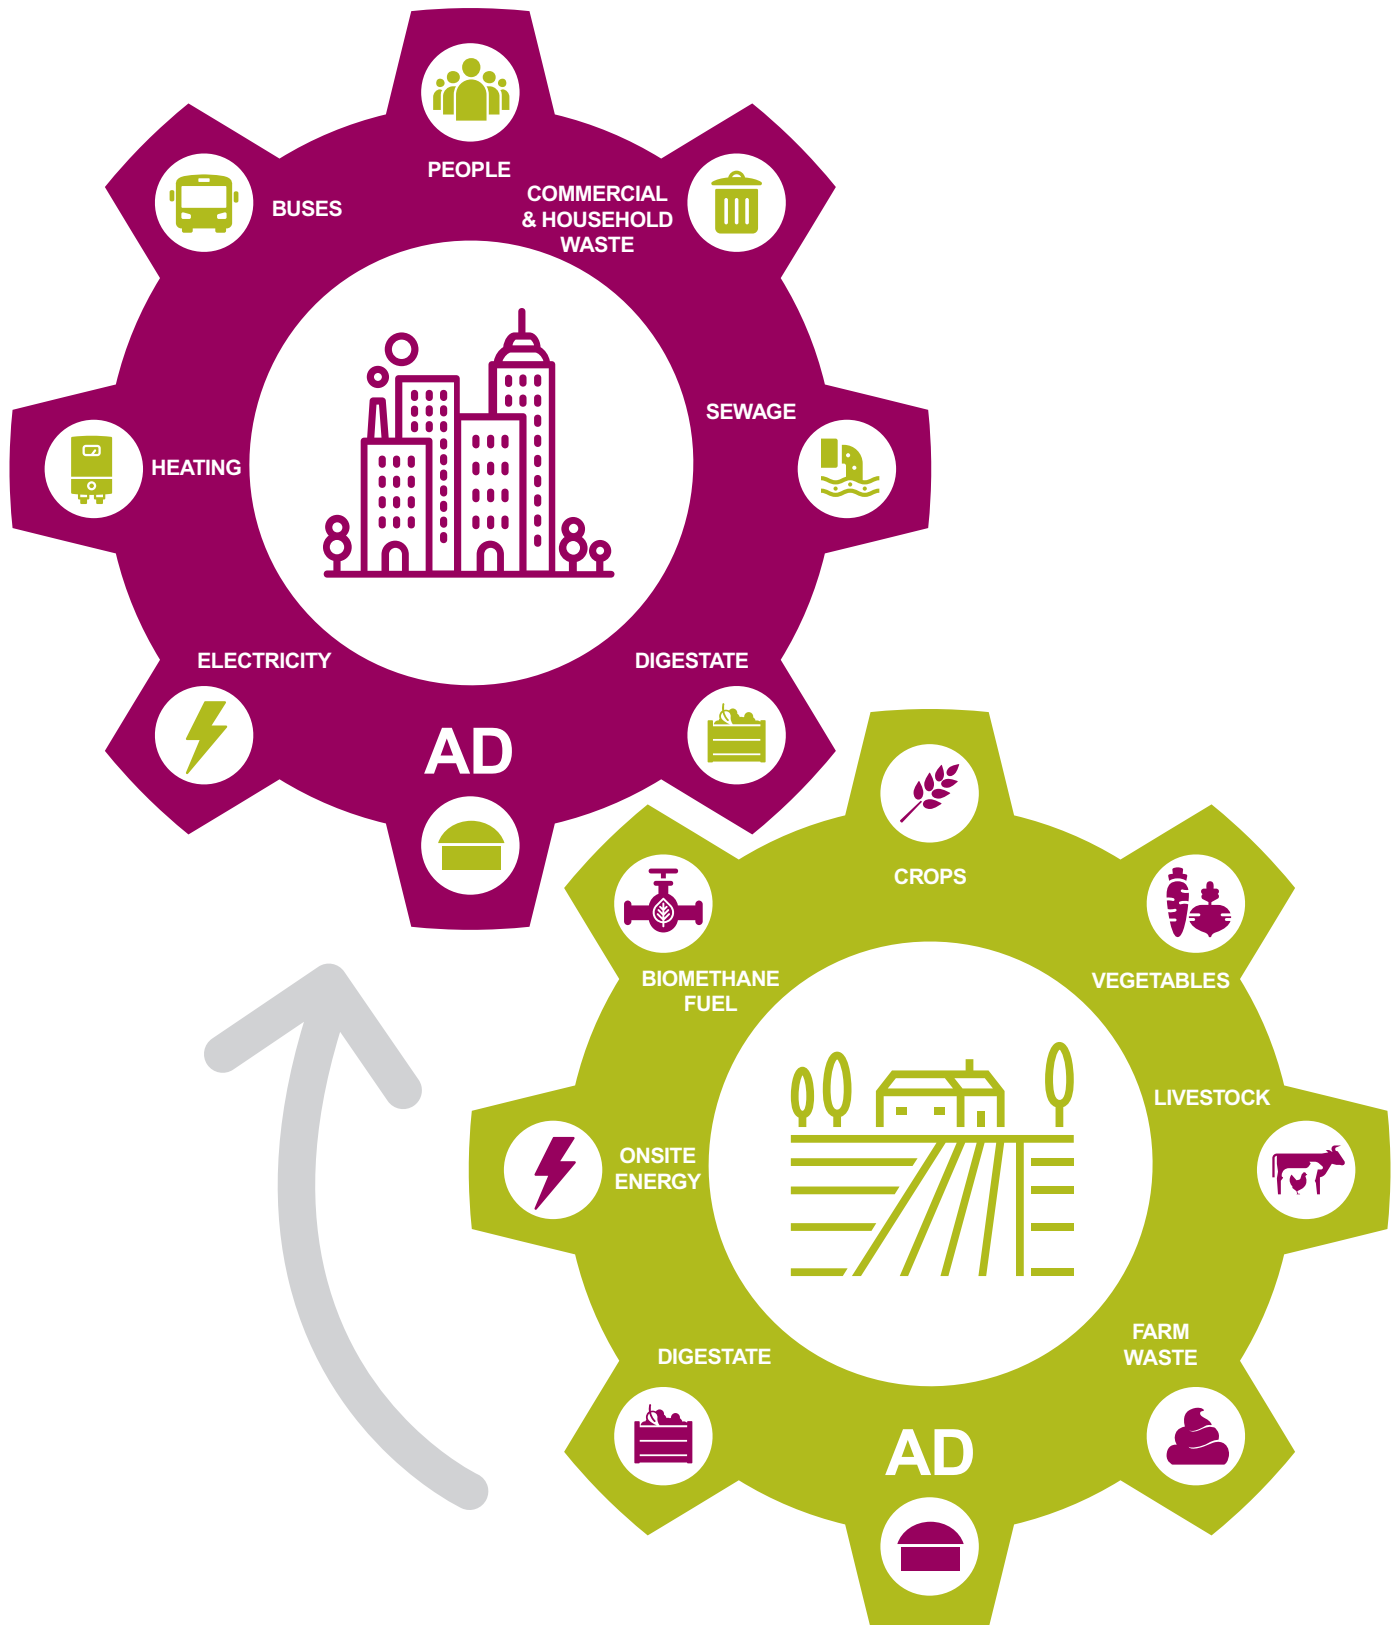 PEOPLE
BUSES
COMMERCIAL
& HOUSEHOLD
WASTE
SEWAGE
HEATING
ELECTRICITY
DIGESTATE
AD
CROPS
BIOMETHANE
FUEL
VEGETABLES
LIVESTOCK
ONSITE
ENERGY
FARM
WASTE
DIGESTATE
AD